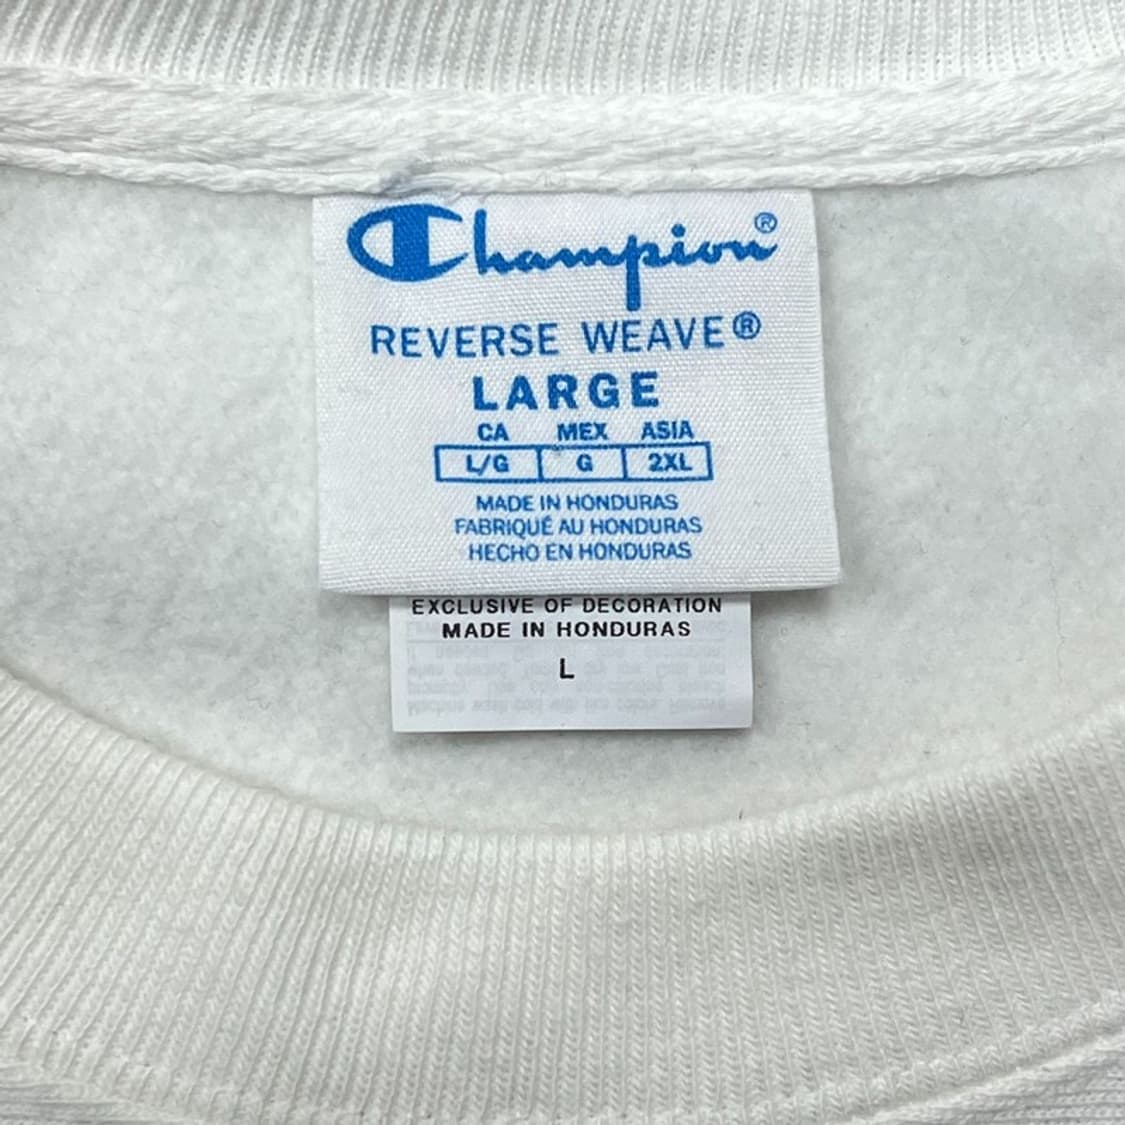 Champion®
REVERSE WEAVE®
LARGE
CA MEX ASIA
L/G G 2XL
MADE IN HONDURAS
FABRIQUÉ AU HONDURAS
HECHO EN HONDURAS
EXCLUSIVE OF DECORATION
MADE IN HONDURAS
L